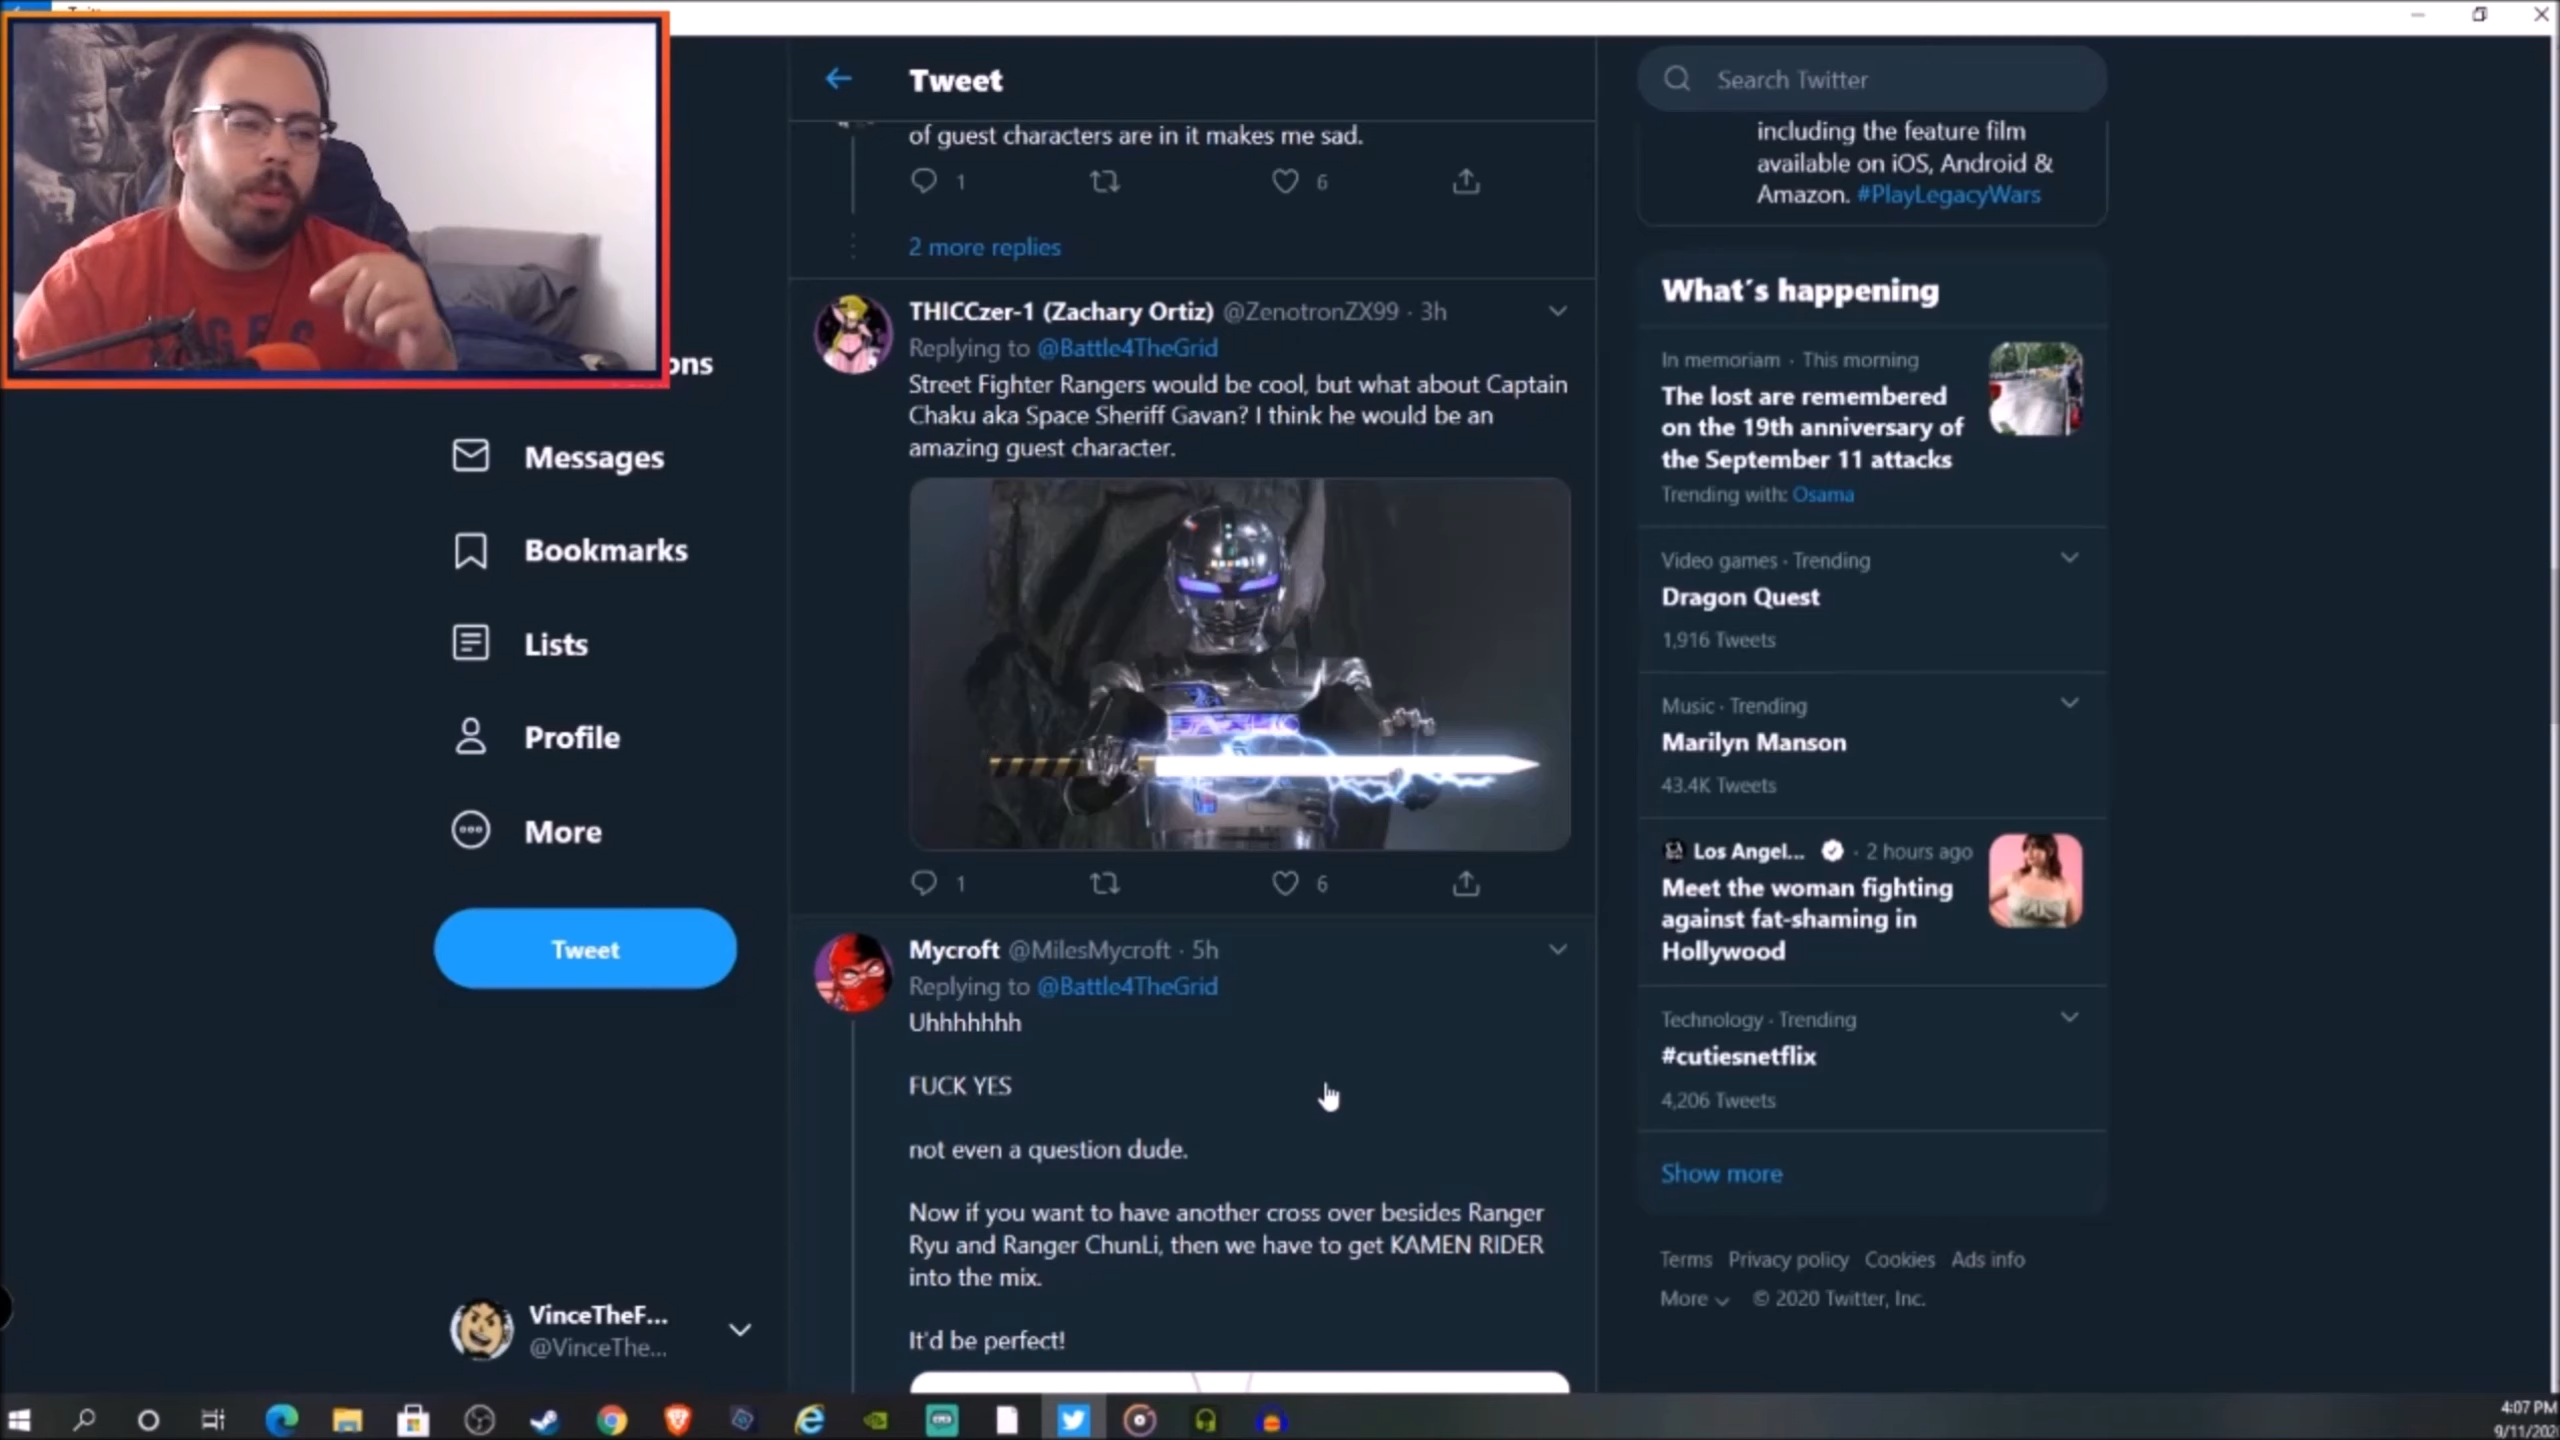 Tweet
Search Twitter
of guest characters are in it makes me sad.
1
6
2 more replies
including the feature film
available on iOS, Android &
Amazon. #PlayLegacyWars
ons
Messages
Bookmarks
Lists
Profile
More
Tweet
VinceTheF...
@VinceThe...
THICCzer-1 (Zachary Ortiz) @ZenotronZX99 · 3h
Replying to @Battle4TheGrid
Street Fighter Rangers would be cool, but what about Captain
Chaku aka Space Sheriff Gavan? I think he would be an
amazing guest character.
1
6
Mycroft @MilesMycroft · 5h
Replying to @Battle4TheGrid
Uhhhhhhh
FUCK YES
not even a question dude.
Now if you want to have another cross over besides Ranger
Ryu and Ranger ChunLi, then we have to get KAMEN RIDER
into the mix.
It'd be perfect!
What's happening
In memoriam · This morning
The lost are remembered
on the 19th anniversary of
the September 11 attacks
Trending with: Osama
Video games · Trending
Dragon Quest
1,916 Tweets
Music · Trending
Marilyn Manson
43.4K Tweets
Los Angel... · 2 hours ago
Meet the woman fighting
against fat-shaming in
Hollywood
Technology · Trending
#cutiesnetflix
4,206 Tweets
Show more
Terms Privacy policy Cookies Ads info
More © 2020 Twitter, Inc.
4:07 PM